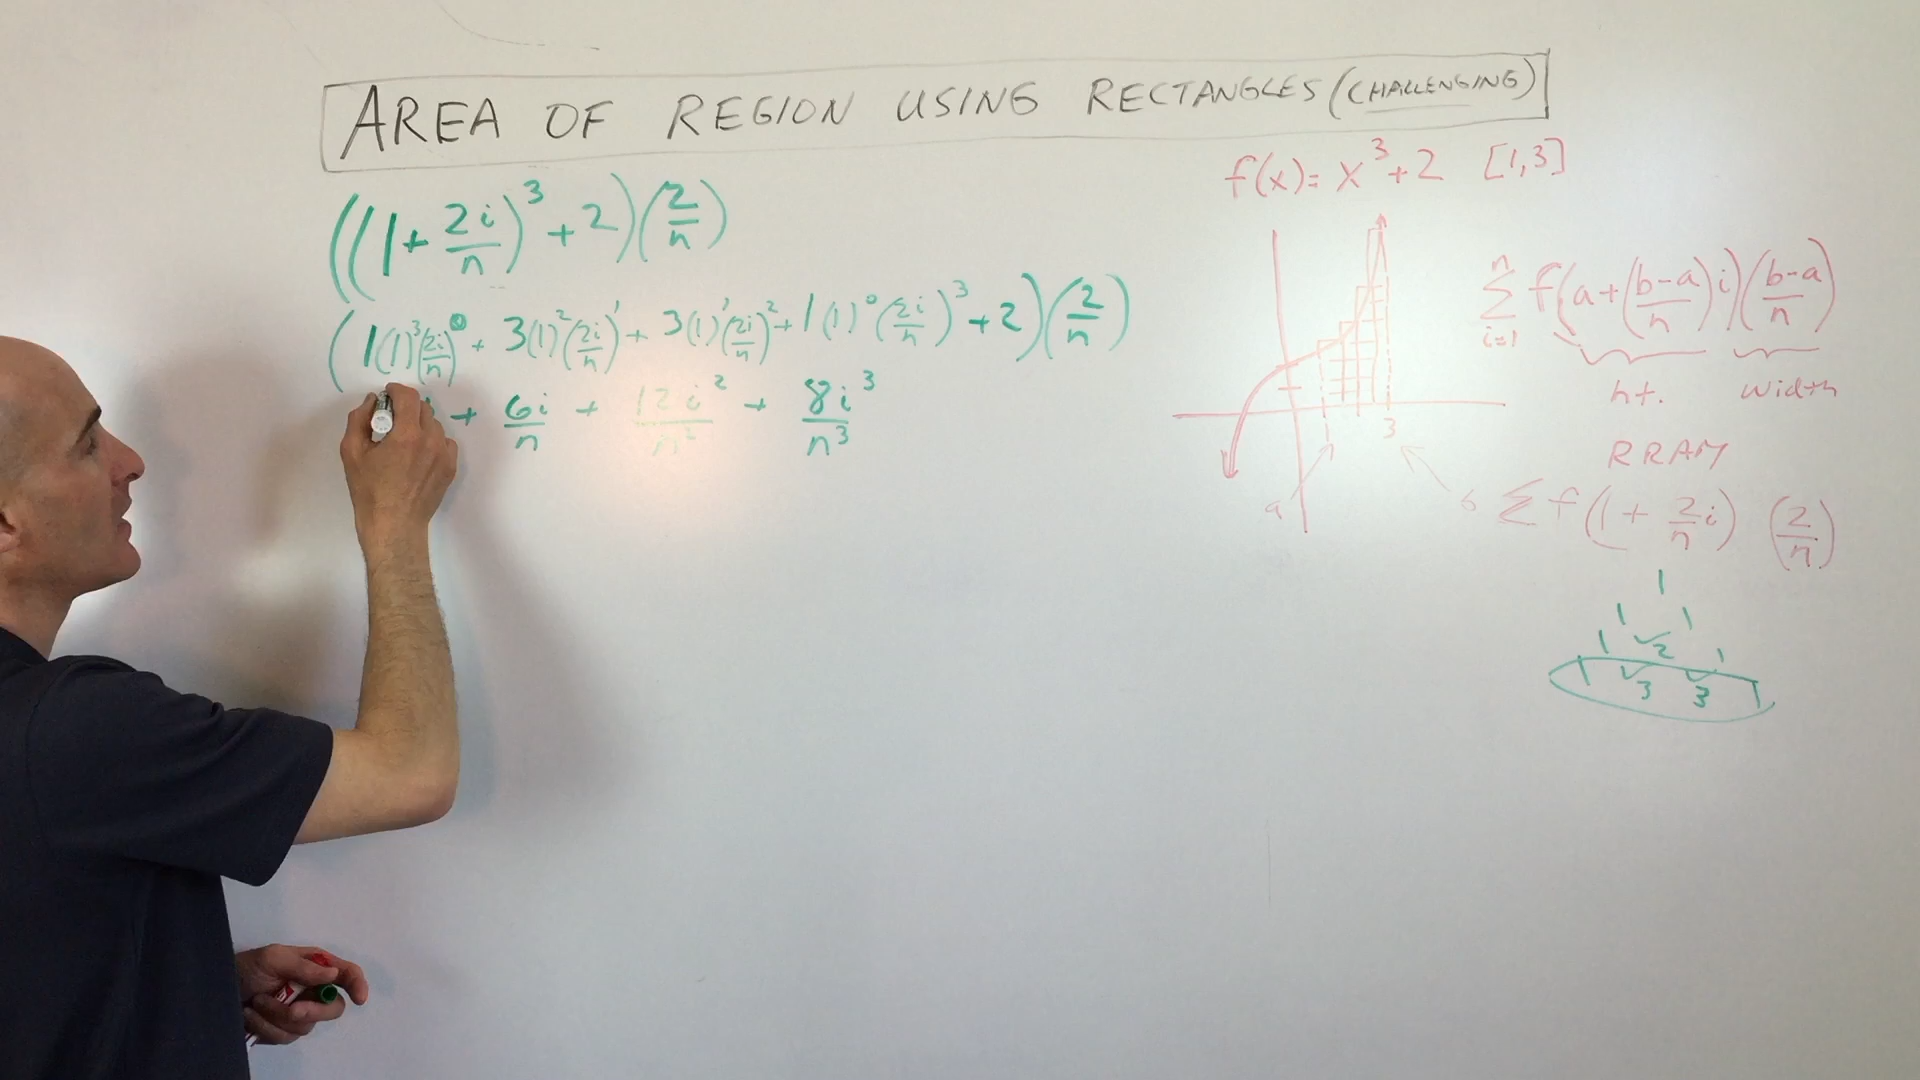 AREA OF REGION USING RECTANGLES (CHALLENGING)
f(x) = x³+2 [1,3]
((1+ 2i/n)³ + 2)(2/n)
(1(1)³(2i/n)⁰ + 3(1)²(2i/n)¹ + 3(1)¹(2i/n)² + 1(1)⁰(2i/n)³ + 2)(2/n)
+ 6i/n + 12i²/n² + 8i³/n³
n Σ i=1 f(a+(b-a/n)i)(b-a/n)
ht. width
3
a
RRAM
b Σ f(1 + 2/n i) (2/n)
1
1 1
1 2 1
1 3 3 1